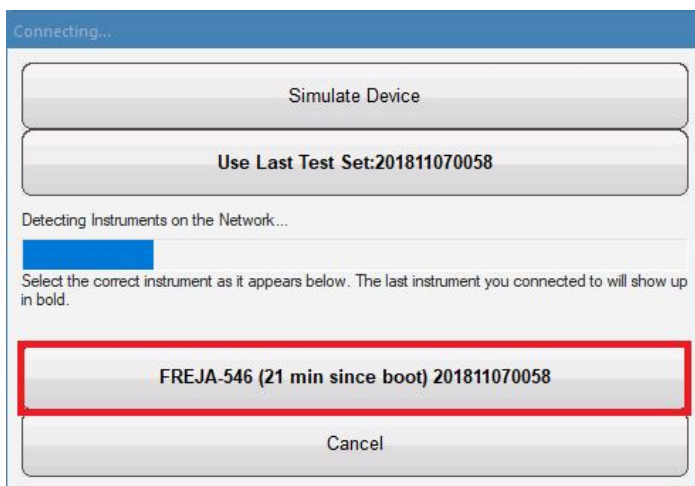 Connecting...
Simulate Device
Use Last Test Set:201811070058
Detecting Instruments on the Network...
Select the correct instrument as it appears below. The last instrument you connected to will show up
in bold.
FREJA-546 (21 min since boot) 201811070058
Cancel